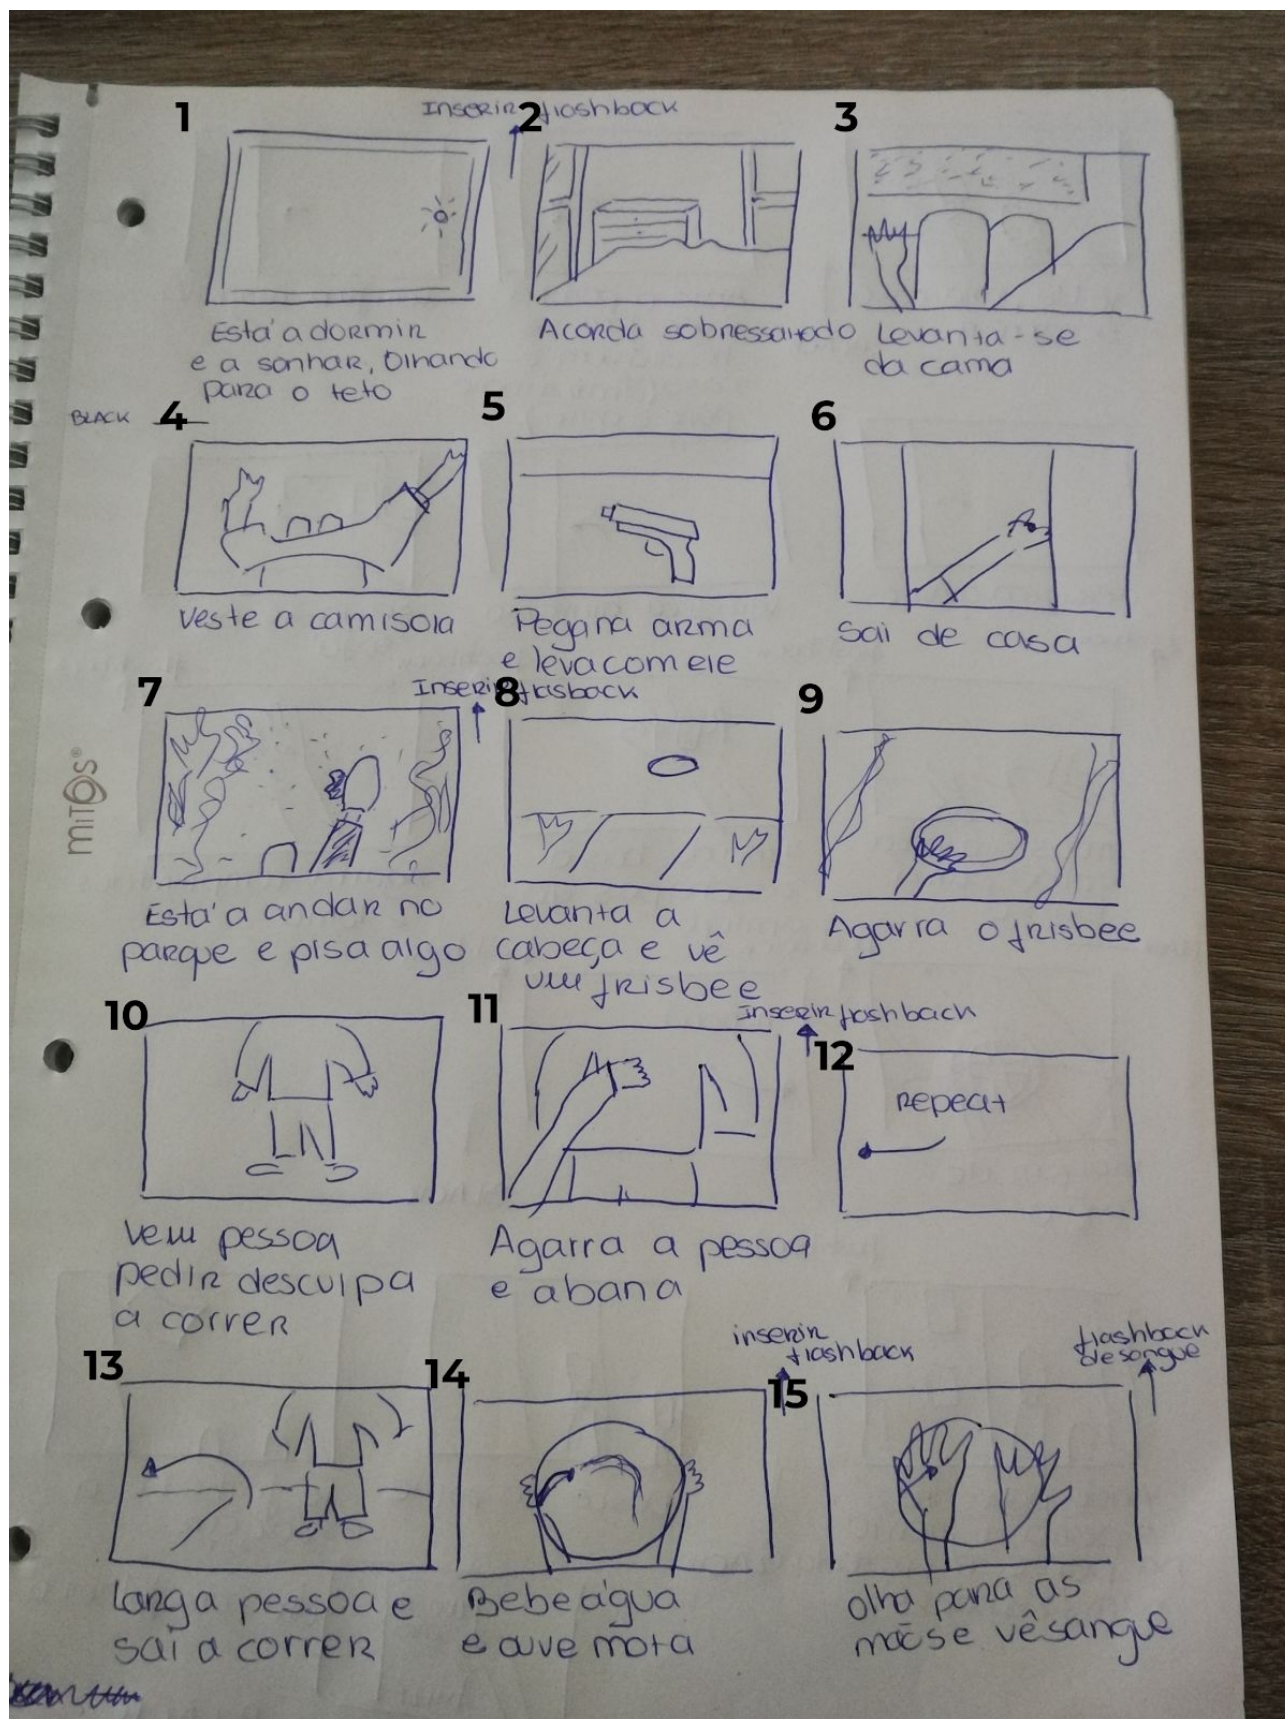 1
Inserir flashback
2
3
Está a dormir
e a sonhar, olhando
para o teto
Acorda sobressaltado
Levanta-se
da cama
BLACK
4
5
6
Veste a camisola
Pega na arma
e leva com ele
Sai de casa
7
Inserir flasback
8
9
Está a andar no
parque e pisa algo
Levanta a
cabeça e vê
um frisbee
Agarra o frisbee
mitos®
10
11
Inserir flashback
12
Repeat
Vem pessoa
pedir desculpa
a correr
Agarra a pessoa
e abana
13
14
inserir
flashback
15
flashback
de sangue
Larga pessoa e
sai a correr
Bebe água
e ouve mota
olha para as
mãos e vê sangue